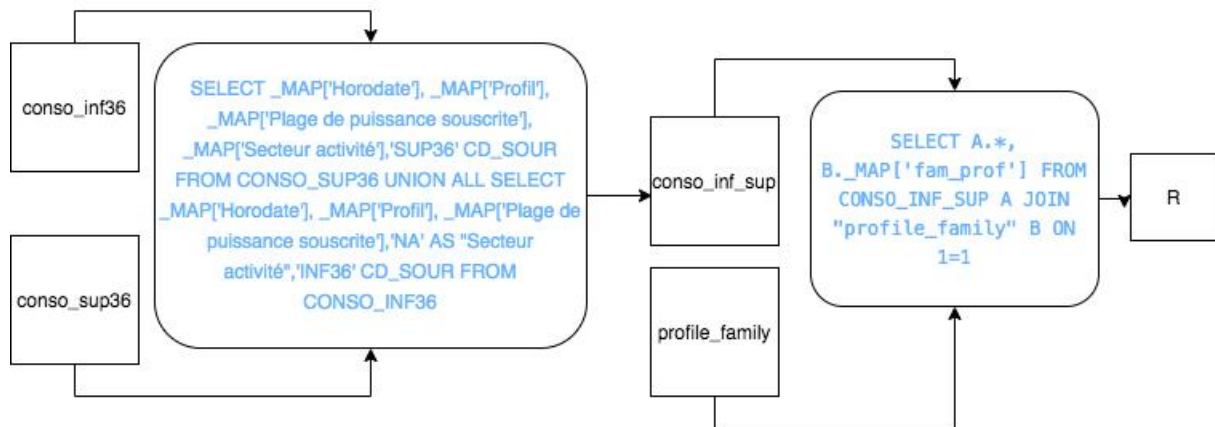 conso_inf36
conso_sup36
SELECT _MAP['Horodate'], _MAP['Profil'],
_MAP['Plage de puissance souscrite'],
_MAP['Secteur activité'],'SUP36' CD_SOUR
FROM CONSO_SUP36 UNION ALL SELECT
_MAP['Horodate'], _MAP['Profil'], _MAP['Plage de
puissance souscrite'],'NA' AS "Secteur
activité",'INF36' CD_SOUR FROM
CONSO_INF36
conso_inf_sup
profile_family
SELECT A.*,
B._MAP['fam_prof'] FROM
CONSO_INF_SUP A JOIN
"profile_family" B ON
1=1
R